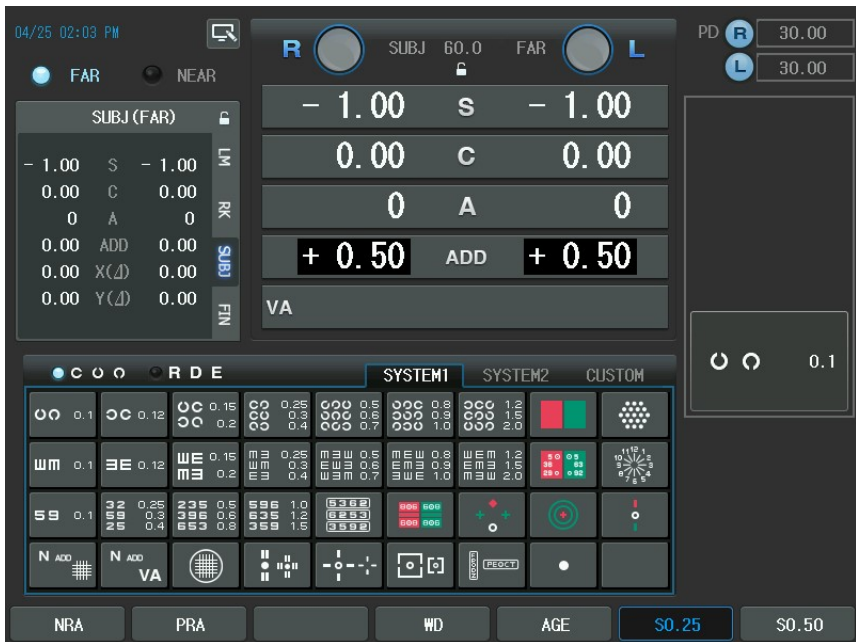 04/25 02:03 PM
FAR NEAR
SUBJ(FAR)
- 1.00 S - 1.00
0.00 C 0.00
0 A 0
0.00 ADD 0.00
0.00 X(⊿) 0.00
0.00 Y(⊿) 0.00
LM
RK
SUBJ
FIN
R SUBJ 60.0 FAR L
- 1.00 S - 1.00
0.00 C 0.00
0 A 0
+ 0.50 ADD + 0.50
VA
PD R 30.00
L 30.00
0.1
R D E
SYSTEM1 SYSTEM2 CUSTOM
0.1
0.12
0.15
0.2
0.25
0.3
0.4
0.5
0.6
0.7
0.8
0.9
1.0
1.2
1.5
2.0
0.1
0.12
0.15
0.2
0.25
0.3
0.4
0.5
0.6
0.7
0.8
0.9
1.0
1.2
1.5
2.0
59 0.1
32 0.25
59 0.3
25 0.4
235 0.5
396 0.6
653 0.8
596 1.0
635 1.2
359 1.5
5362
6253
3592
N ADD
N ADD VA
PEOCT
NRA PRA WD AGE S0.25 S0.50